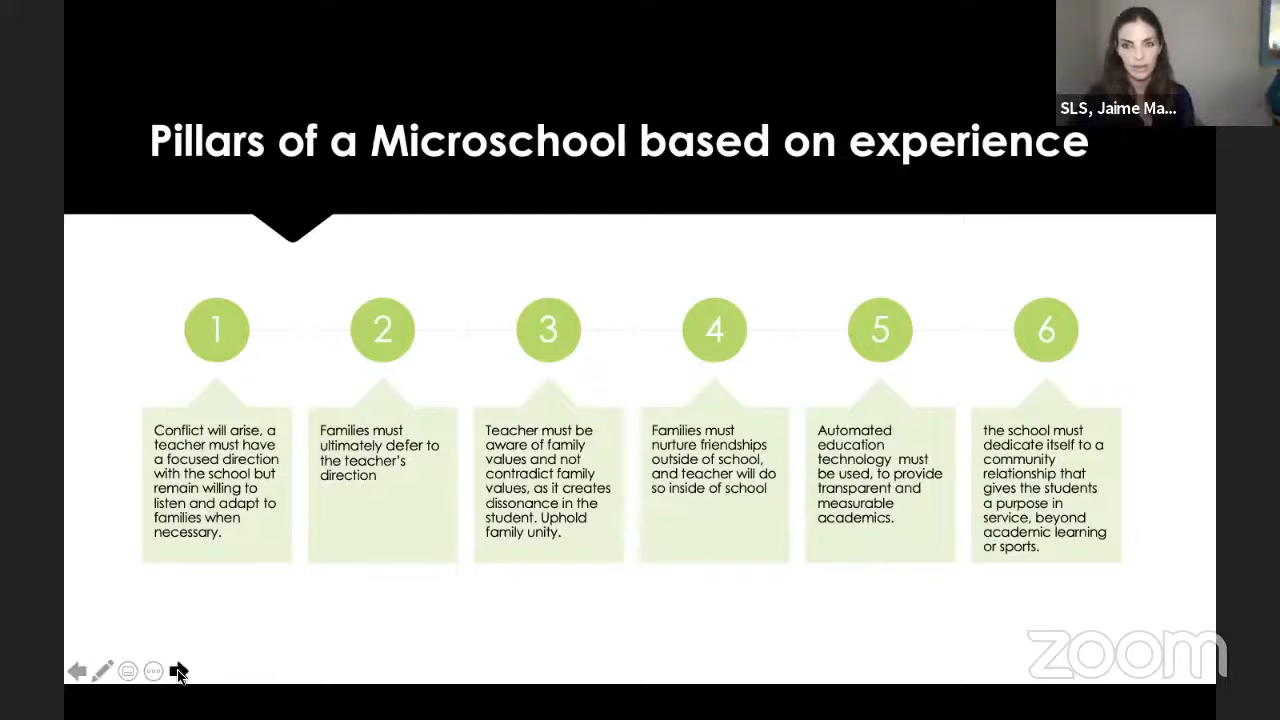 SLS, Jaime Ma...
Pillars of a Microschool based on experience
1
2
3
4
5
6
Conflict will arise, a
teacher must have
a focused direction
with the school but
remain willing to
listen and adapt to
families when
necessary.
Families must
ultimately defer to
the teacher's
direction
Teacher must be
aware of family
values and not
contradict family
values, as it creates
dissonance in the
student. Uphold
family unity.
Families must
nurture friendships
outside of school,
and teacher will do
so inside of school
Automated
education
technology must
be used, to provide
transparent and
measurable
academics.
the school must
dedicate itself to a
community
relationship that
gives the students
a purpose in
service, beyond
academic learning
or sports.
zoom